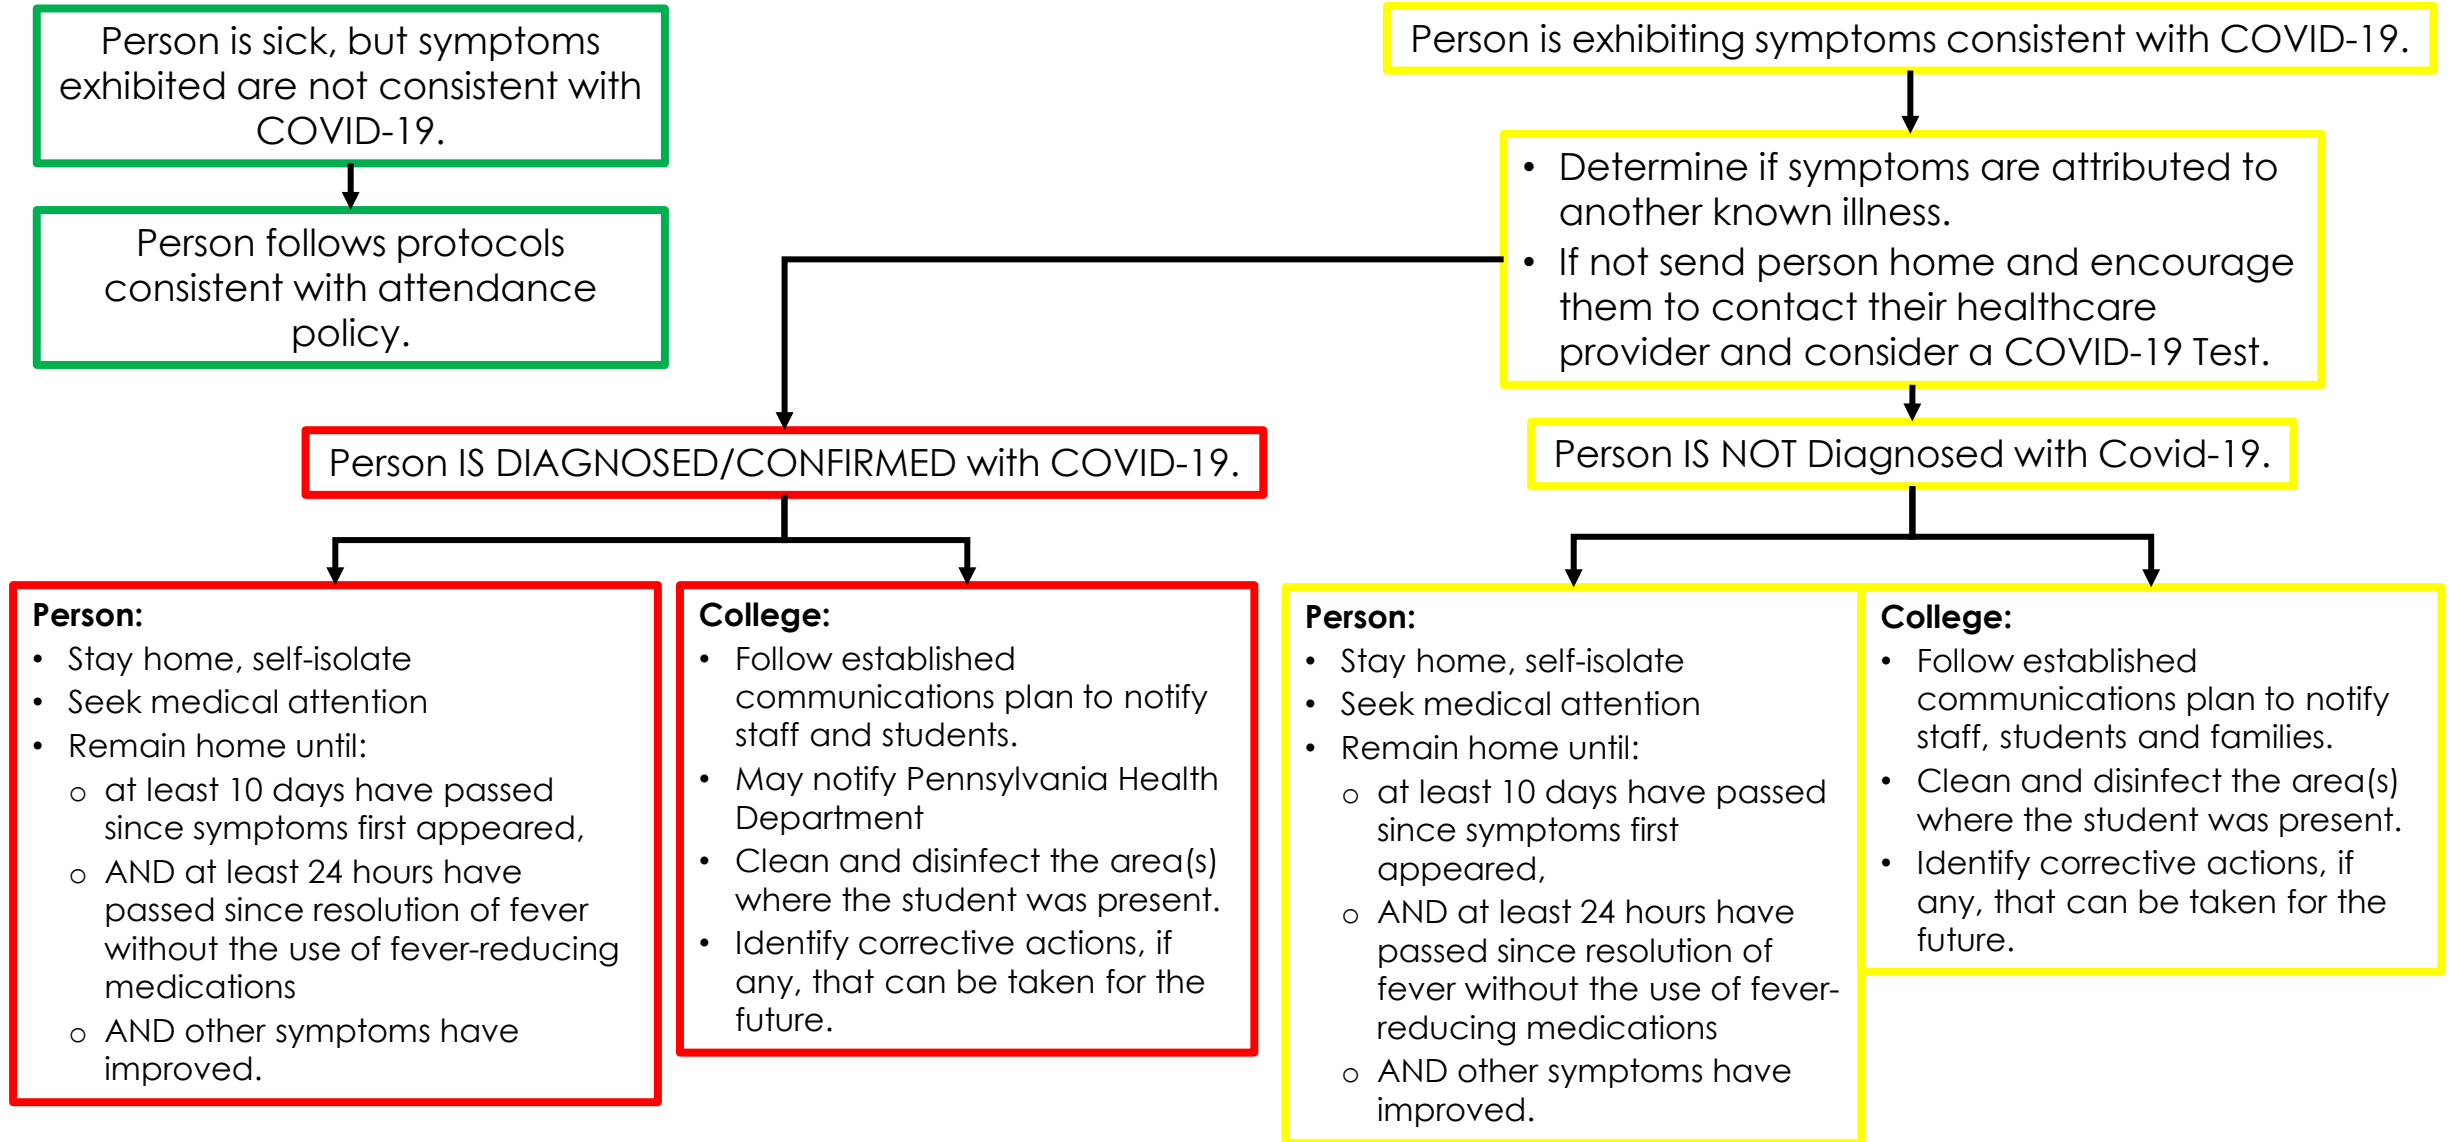 Person is sick, but symptoms
exhibited are not consistent with
COVID-19.
Person follows protocols
consistent with attendance
policy.
Person is exhibiting symptoms consistent with COVID-19.
• Determine if symptoms are attributed to
another known illness.
• If not send person home and encourage
them to contact their healthcare
provider and consider a COVID-19 Test.
Person IS DIAGNOSED/CONFIRMED with COVID-19.
Person IS NOT Diagnosed with Covid-19.
Person:
• Stay home, self-isolate
• Seek medical attention
• Remain home until:
o at least 10 days have passed
since symptoms first appeared,
o AND at least 24 hours have
passed since resolution of fever
without the use of fever-reducing
medications
o AND other symptoms have
improved.
College:
• Follow established
communications plan to notify
staff and students.
• May notify Pennsylvania Health
Department
• Clean and disinfect the area(s)
where the student was present.
• Identify corrective actions, if
any, that can be taken for the
future.
Person:
• Stay home, self-isolate
• Seek medical attention
• Remain home until:
o at least 10 days have passed
since symptoms first
appeared,
o AND at least 24 hours have
passed since resolution of
fever without the use of fever-
reducing medications
o AND other symptoms have
improved.
College:
• Follow established
communications plan to notify
staff, students and families.
• Clean and disinfect the area(s)
where the student was present.
• Identify corrective actions, if
any, that can be taken for the
future.